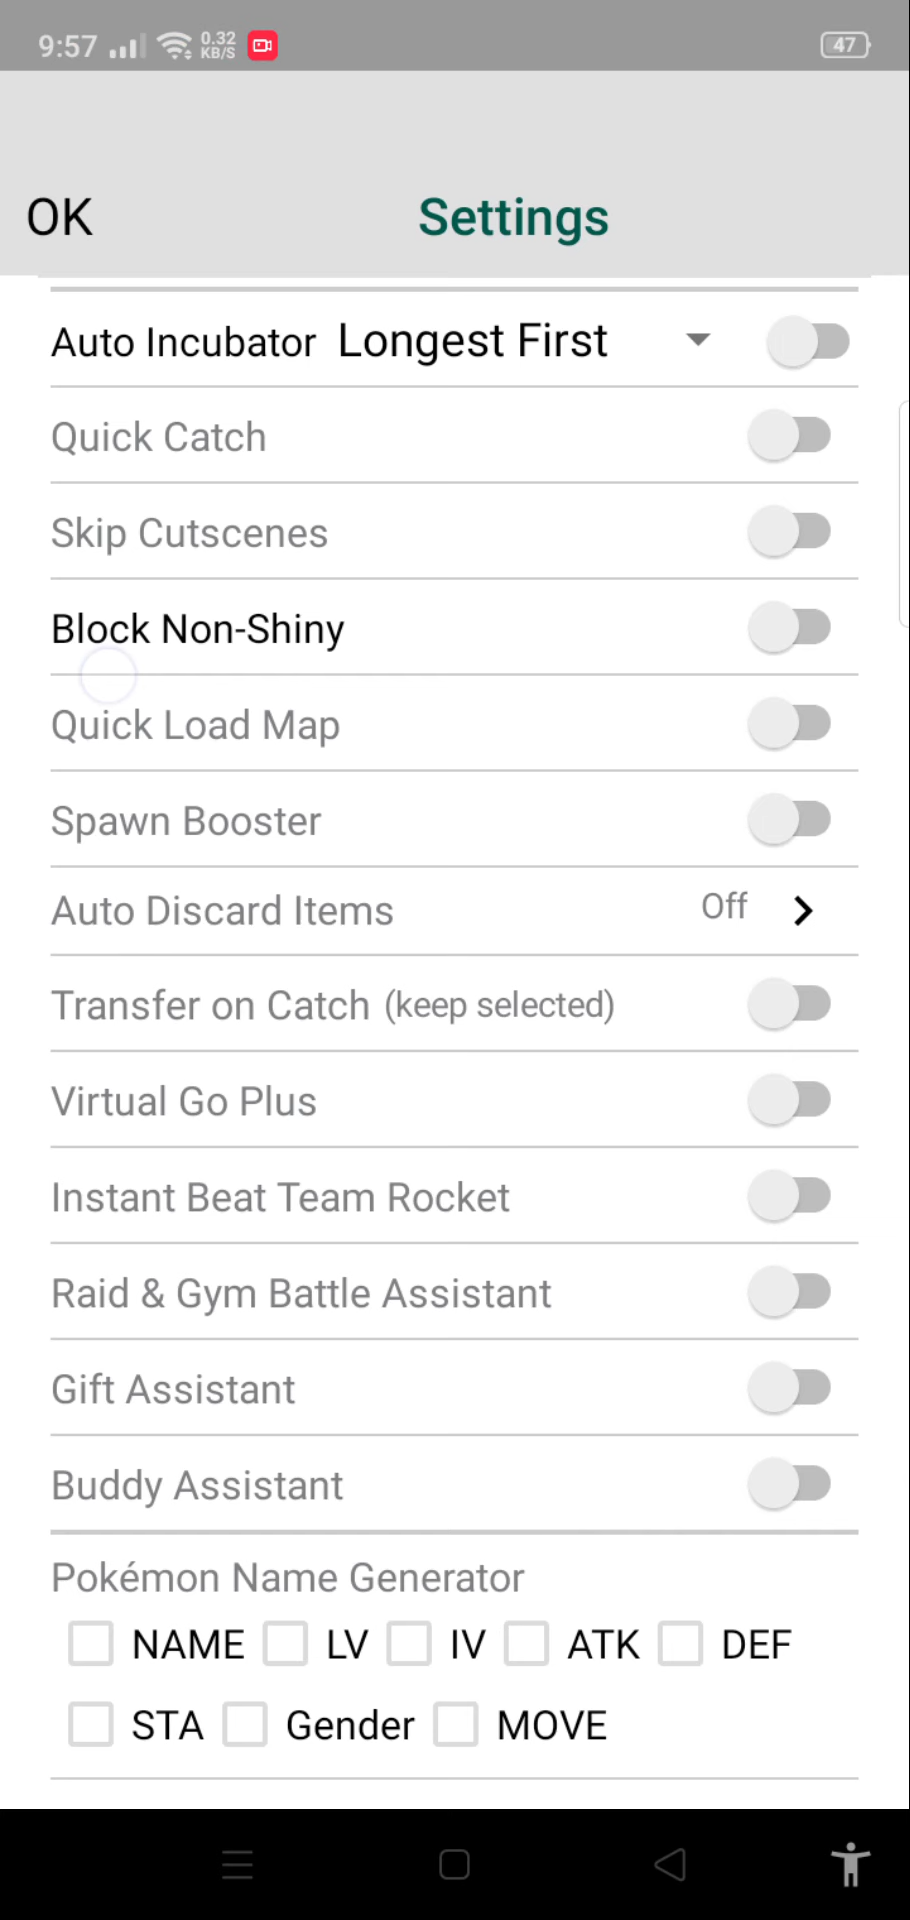 9:57 0.32 KB/S 47
OK Settings
Auto Incubator Longest First
Quick Catch
Skip Cutscenes
Block Non-Shiny
Quick Load Map
Spawn Booster
Auto Discard Items Off
Transfer on Catch (keep selected)
Virtual Go Plus
Instant Beat Team Rocket
Raid & Gym Battle Assistant
Gift Assistant
Buddy Assistant
Pokémon Name Generator
NAME LV IV ATK DEF
STA Gender MOVE